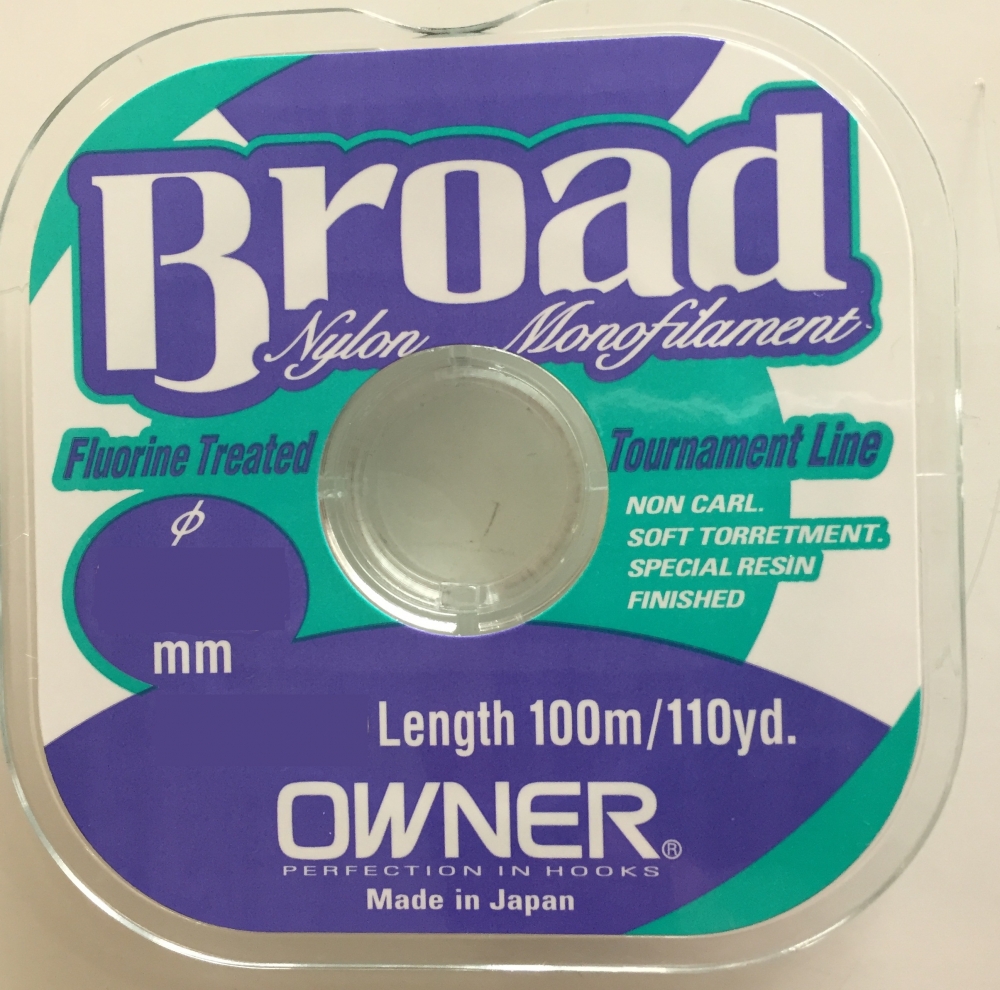 Broad
Nylon Monofilament
Fluorine Treated Tournament Line
NON CARL.
SOFT TORRETMENT.
SPECIAL RESIN
FINISHED
ϕ
mm
Length 100m/110yd.
OWNER®
PERFECTION IN HOOKS
Made in Japan